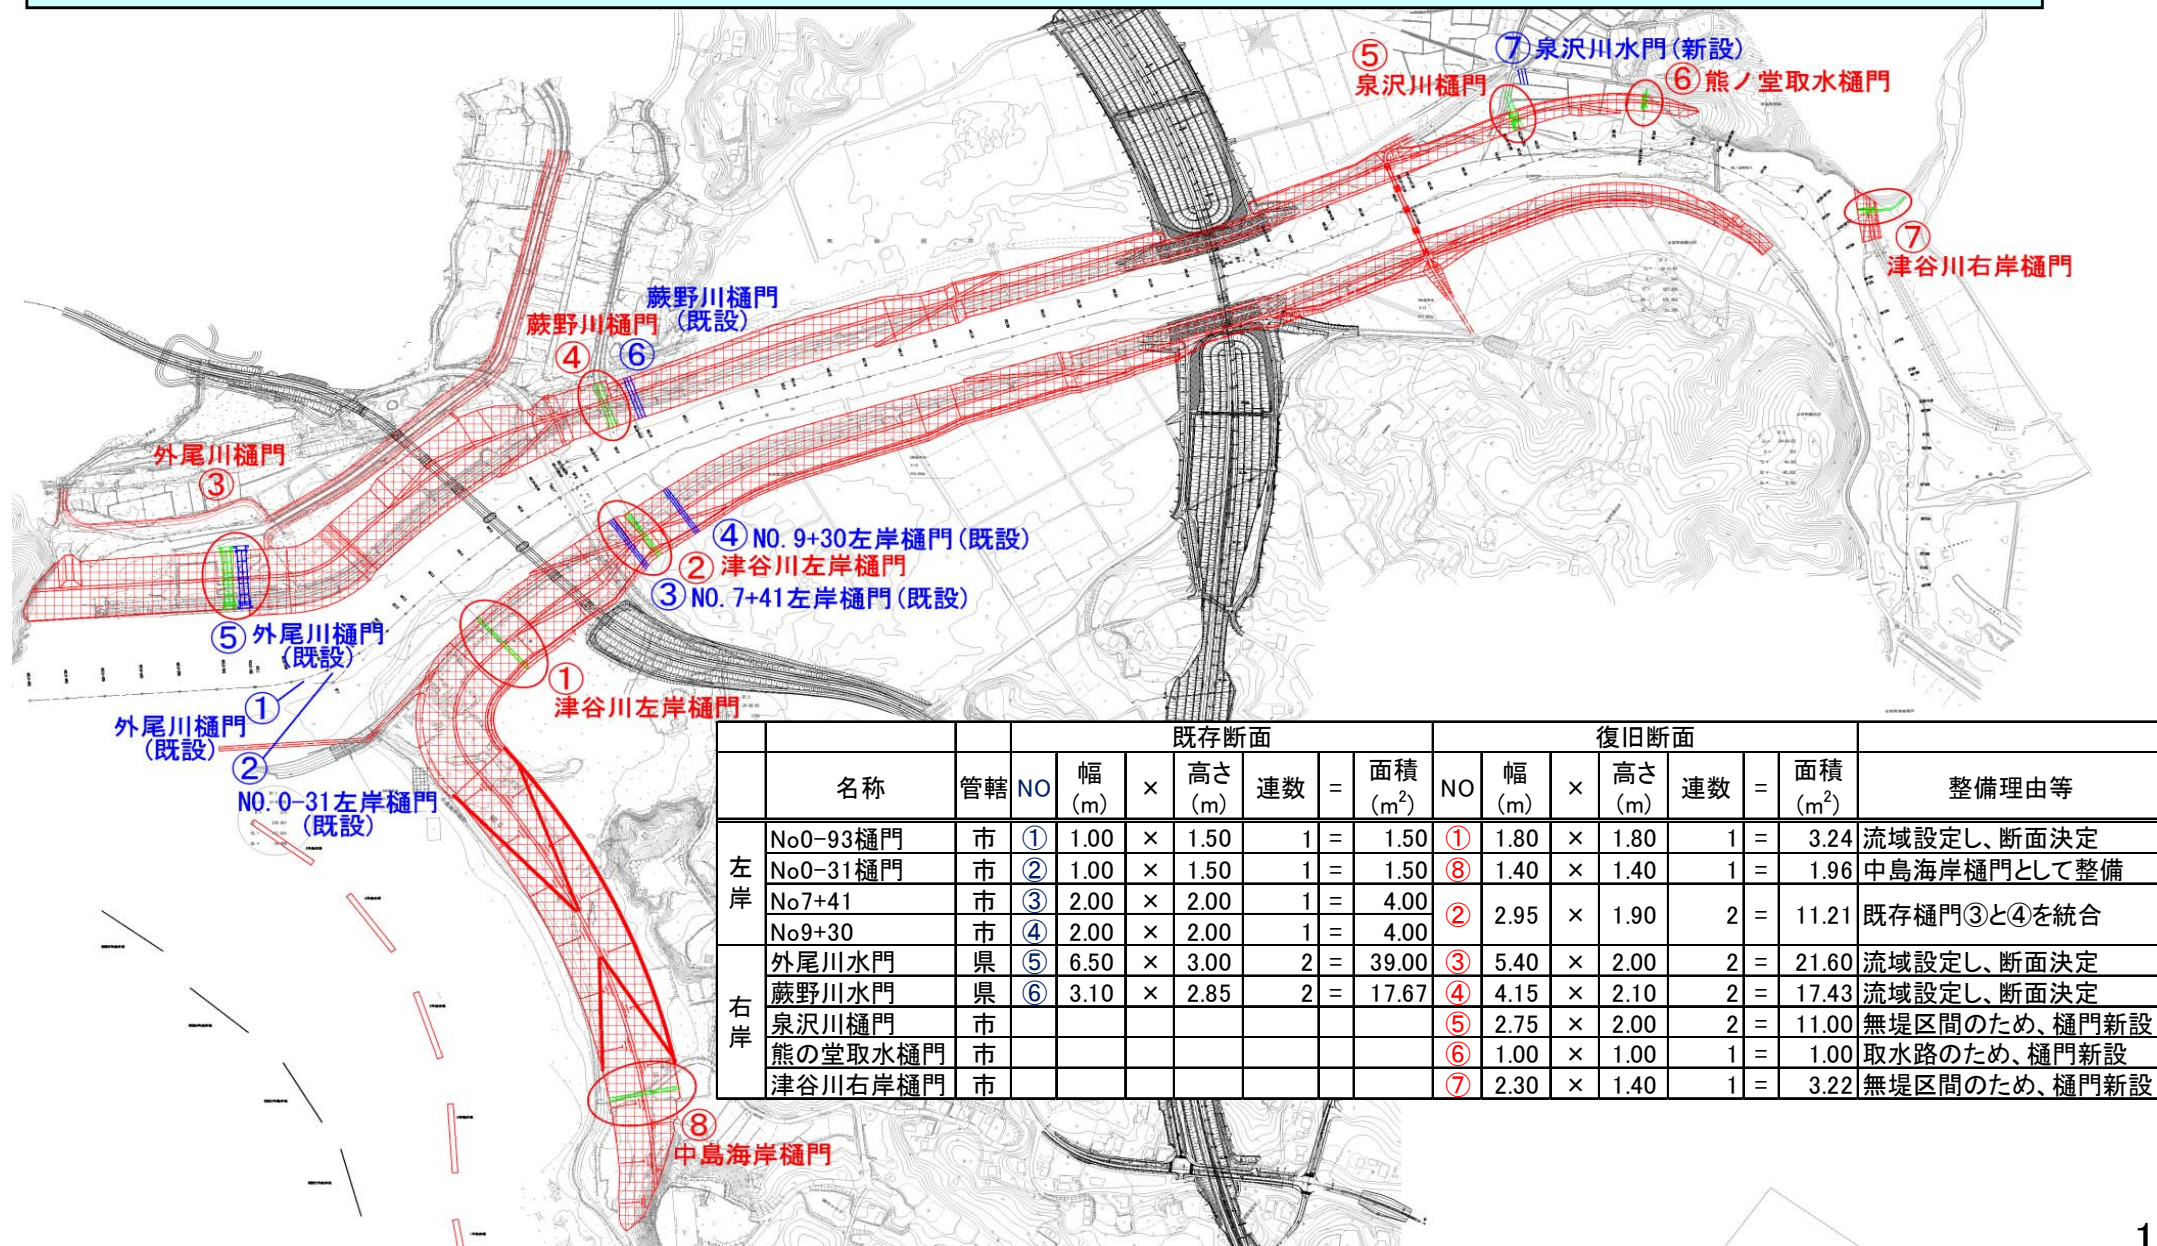 ⑤
泉沢川樋門
⑦泉沢川水門(新設)
⑥熊ノ堂取水樋門
⑦
津谷川右岸樋門
蕨野川樋門
(既設)
⑥
蕨野川樋門
④
外尾川樋門
③
④NO.9+30左岸樋門(既設)
②津谷川左岸樋門
③NO.7+41左岸樋門(既設)
⑤外尾川樋門
(既設)
①
外尾川樋門
(既設)
②
NO.0-31左岸樋門
(既設)
①
津谷川左岸樋門
⑧
中島海岸樋門
既存断面 復旧断面
名称 管轄 NO 幅(m) × 高さ(m) 連数 = 面積(m²) NO 幅(m) × 高さ(m) 連数 = 面積(m²) 整備理由等
左岸
No0-93樋門 市 ① 1.00 × 1.50 1 = 1.50 ① 1.80 × 1.80 1 = 3.24 流域設定し、断面決定
No0-31樋門 市 ② 1.00 × 1.50 1 = 1.50 ⑧ 1.40 × 1.40 1 = 1.96 中島海岸樋門として整備
No7+41 市 ③ 2.00 × 2.00 1 = 4.00 ② 2.95 × 1.90 2 = 11.21 既存樋門③と④を統合
No9+30 市 ④ 2.00 × 2.00 1 = 4.00
右岸
外尾川水門 県 ⑤ 6.50 × 3.00 2 = 39.00 ③ 5.40 × 2.00 2 = 21.60 流域設定し、断面決定
蕨野川水門 県 ⑥ 3.10 × 2.85 2 = 17.67 ④ 4.15 × 2.10 2 = 17.43 流域設定し、断面決定
泉沢川樋門 市 ⑤ 2.75 × 2.00 2 = 11.00 無堤区間のため、樋門新設
熊の堂取水樋門 市 ⑥ 1.00 × 1.00 1 = 1.00 取水路のため、樋門新設
津谷川右岸樋門 市 ⑦ 2.30 × 1.40 1 = 3.22 無堤区間のため、樋門新設
1